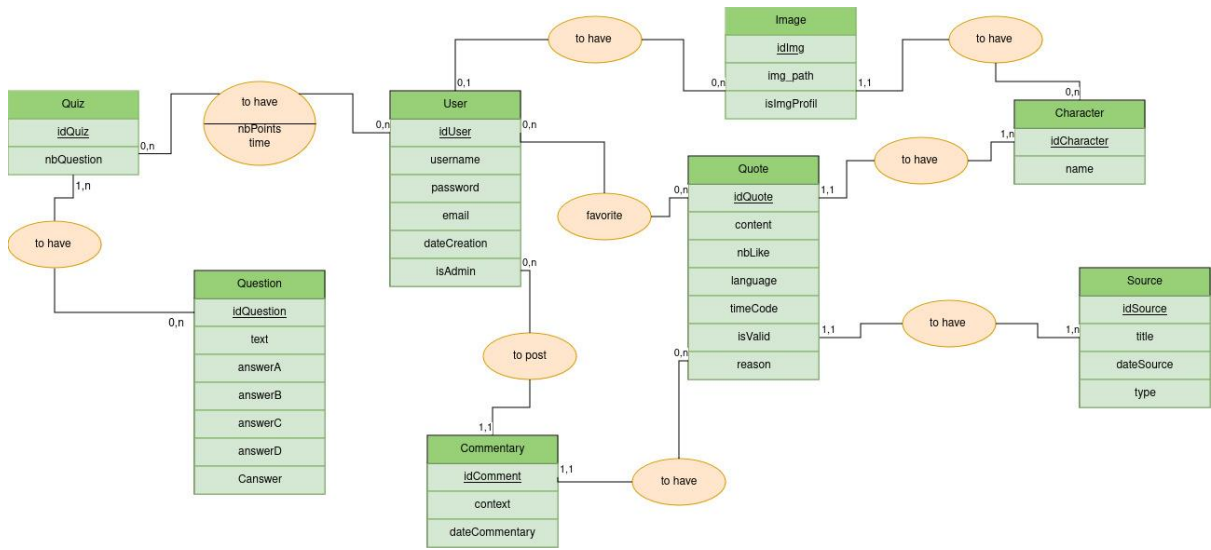 Image
idImg
img_path
isImgProfil
to have
0,1
0,n
to have
1,1
0,n
Quiz
idQuiz
nbQuestion
to have
nbPoints
time
0,n
0,n
User
idUser
username
password
email
dateCreation
isAdmin
0,n
0,n
favorite
0,n
Character
idCharacter
name
to have
1,1
1,n
Quote
idQuote
content
nbLike
language
timeCode
isValid
reason
1,n
to have
0,n
Question
idQuestion
text
answerA
answerB
answerC
answerD
Canswer
Source
idSource
title
dateSource
type
1,1
to have
1,n
to post
1,1
0,n
Commentary
idComment
context
dateCommentary
1,1
to have